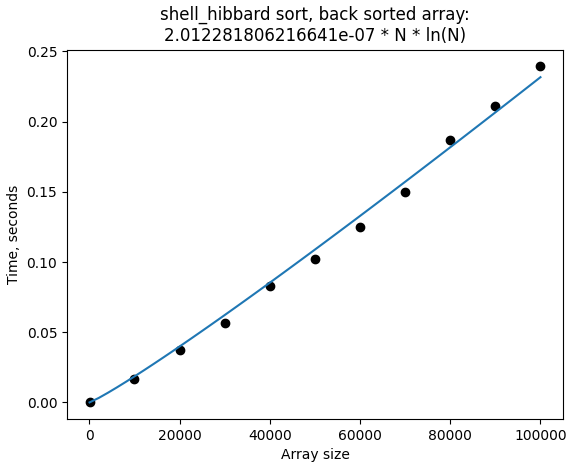 shell_hibbard sort, back sorted array:
2.012281806216641e-07 * N * ln(N)
0.25
0.20
0.15
0.10
0.05
0.00
Time, seconds
0 20000 40000 60000 80000 100000
Array size